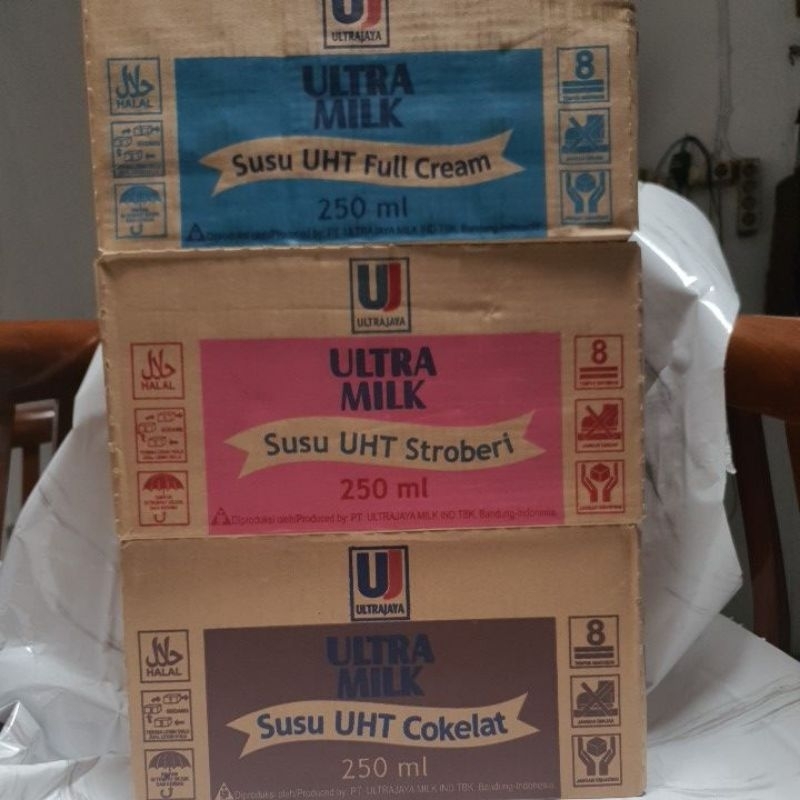 UJ
ULTRAJAYA
ULTRA
MILK
Susu UHT Full Cream
250 ml
Diproduksi oleh/Produced by: PT. ULTRAJAYA MILK IND TBK, Bandung-Indonesia
حلال
HALAL
8
UJ
ULTRAJAYA
ULTRA
MILK
Susu UHT Stroberi
250 ml
Diproduksi oleh/Produced by: PT. ULTRAJAYA MILK IND.TBK, Bandung-Indonesia.
حلال
HALAL
8
UJ
ULTRAJAYA
ULTRA
MILK
Susu UHT Cokelat
250 ml
Diproduksi oleh/Produced by: PT. ULTRAJAYA MILK IND.TBK, Bandung-Indonesia.
حلال
HALAL
8